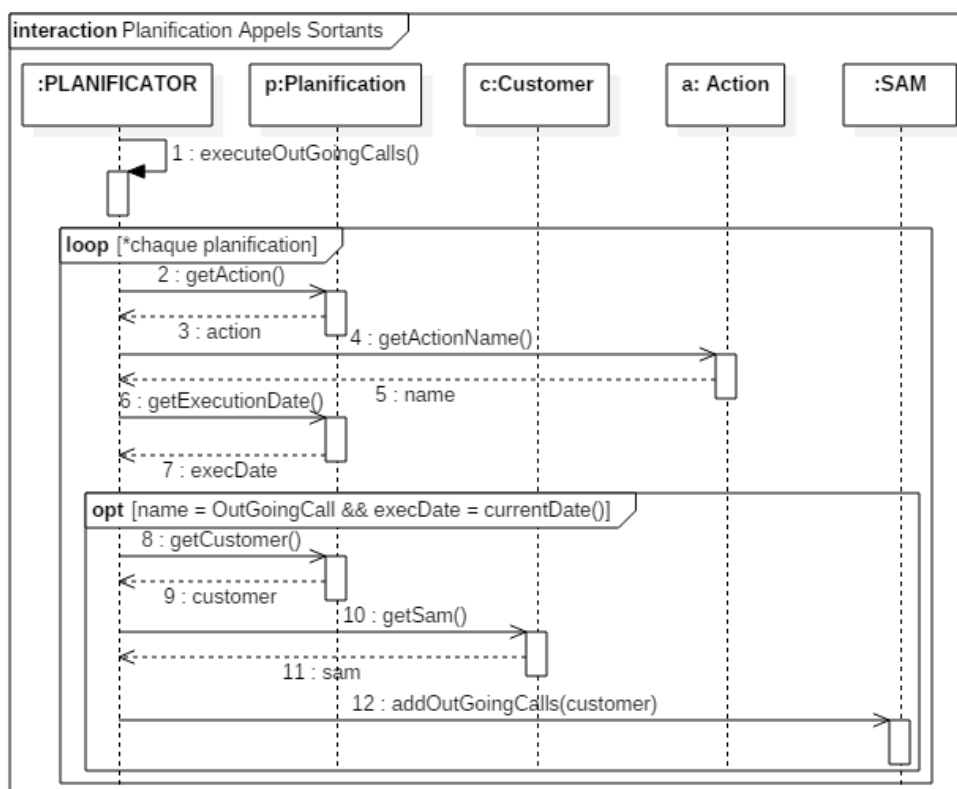 interaction Planification Appels Sortants
:PLANIFICATOR
p:Planification
c:Customer
a: Action
:SAM
1 : executeOutGoingCalls()
loop [*chaque planification]
2 : getAction()
3 : action
4 : getActionName()
5 : name
6 : getExecutionDate()
7 : execDate
opt [name = OutGoingCall && execDate = currentDate()]
8 : getCustomer()
9 : customer
10 : getSam()
11 : sam
12 : addOutGoingCalls(customer)